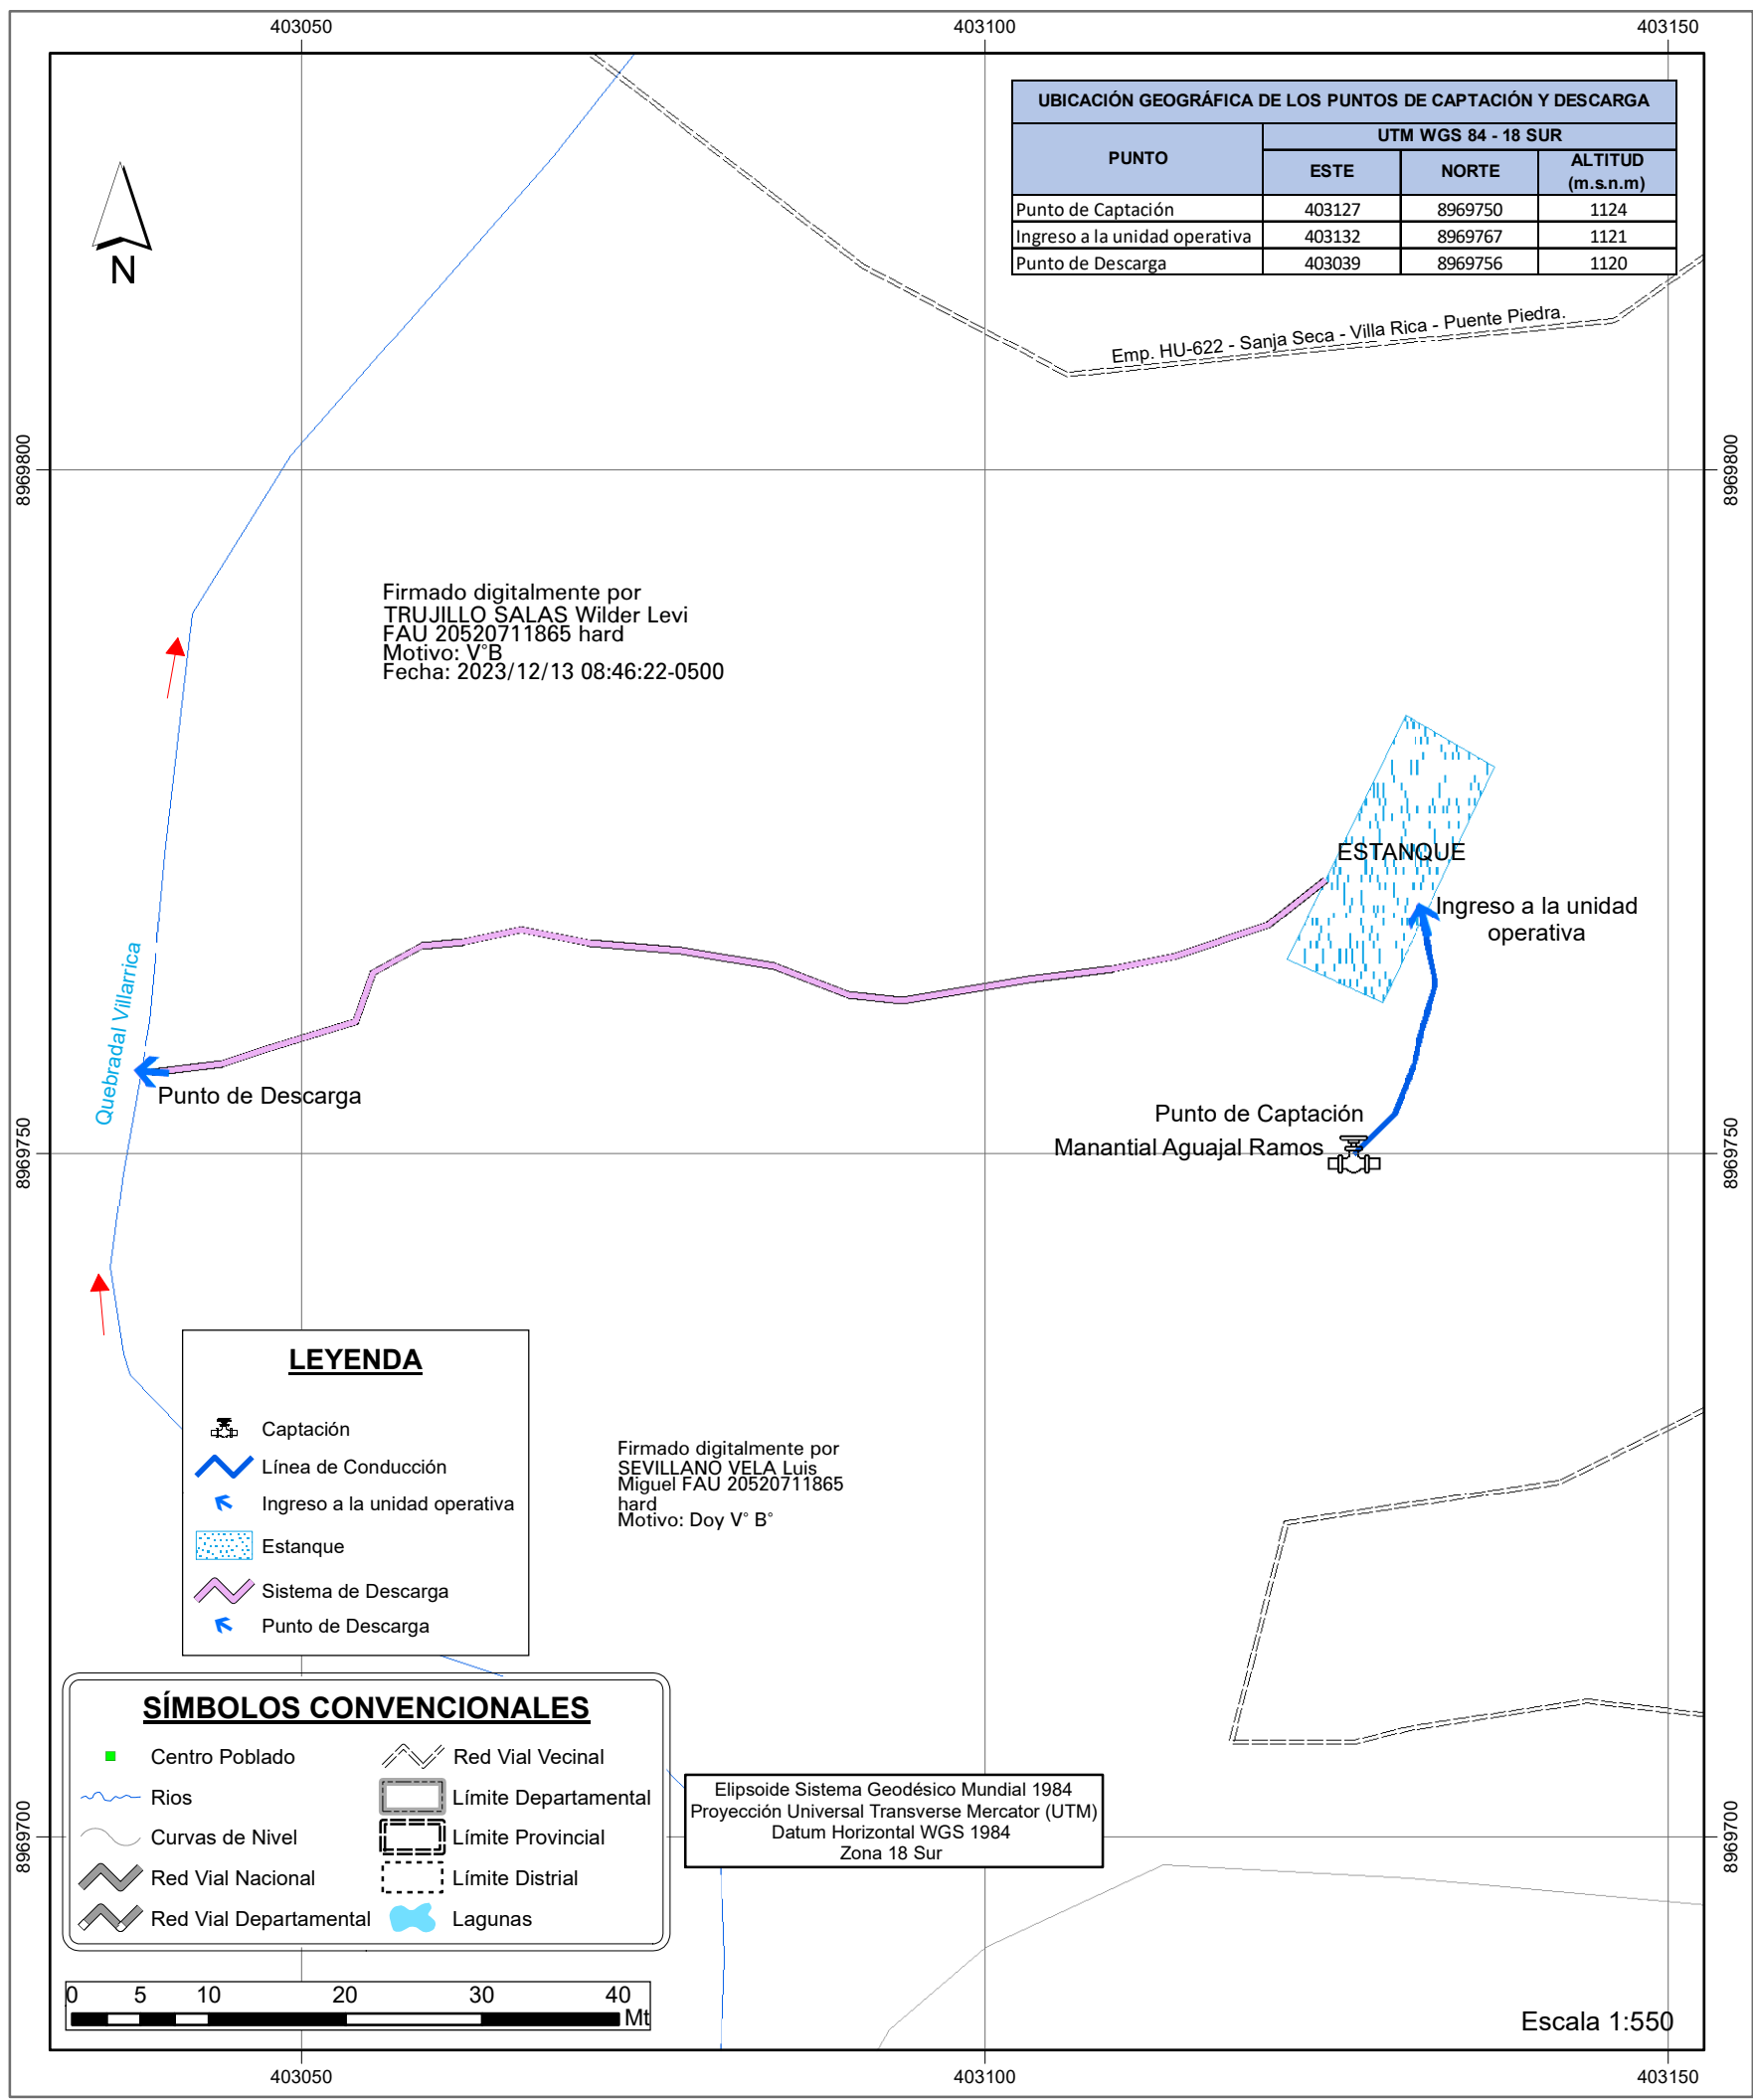 403050
403100
403150
UBICACIÓN GEOGRÁFICA DE LOS PUNTOS DE CAPTACIÓN Y DESCARGA
PUNTO
UTM WGS 84 - 18 SUR
ESTE
NORTE
ALTITUD
(m.s.n.m)
Punto de Captación 403127 8969750 1124
Ingreso a la unidad operativa 403132 8969767 1121
Punto de Descarga 403039 8969756 1120
N
Emp. HU-622 - Sanja Seca - Villa Rica - Puente Piedra.
8969800
8969800
Firmado digitalmente por
TRUJILLO SALAS Wilder Levi
FAU 20520711865 hard
Motivo: V°B
Fecha: 2023/12/13 08:46:22-0500
ESTANQUE
Ingreso a la unidad
operativa
Quebradal Villarrica
Punto de Descarga
Punto de Captación
Manantial Aguajal Ramos
8969750
8969750
LEYENDA
Captación
Línea de Conducción
Ingreso a la unidad operativa
Estanque
Sistema de Descarga
Punto de Descarga
Firmado digitalmente por
SEVILLANO VELA Luis
Miguel FAU 20520711865
hard
Motivo: Doy V° B°
SÍMBOLOS CONVENCIONALES
Centro Poblado
Rios
Curvas de Nivel
Red Vial Nacional
Red Vial Departamental
Red Vial Vecinal
Límite Departamental
Límite Provincial
Límite Distrial
Lagunas
Elipsoide Sistema Geodésico Mundial 1984
Proyección Universal Transverse Mercator (UTM)
Datum Horizontal WGS 1984
Zona 18 Sur
8969700
8969700
0 5 10 20 30 40
Mt
Escala 1:550
403050
403100
403150